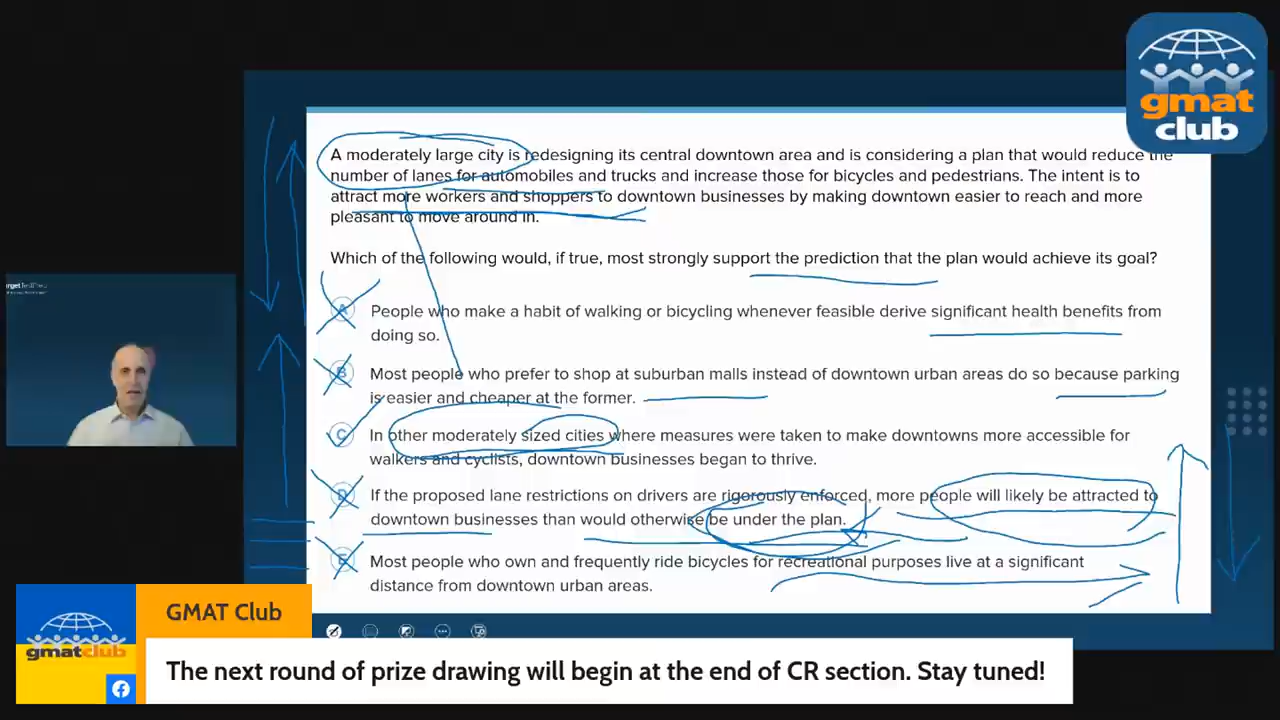 gmat
club
A moderately large city is redesigning its central downtown area and is considering a plan that would reduce the
number of lanes for automobiles and trucks and increase those for bicycles and pedestrians. The intent is to
attract more workers and shoppers to downtown businesses by making downtown easier to reach and more
pleasant to move around in.
Which of the following would, if true, most strongly support the prediction that the plan would achieve its goal?
A People who make a habit of walking or bicycling whenever feasible derive significant health benefits from
doing so.
B Most people who prefer to shop at suburban malls instead of downtown urban areas do so because parking
is easier and cheaper at the former.
C In other moderately sized cities where measures were taken to make downtowns more accessible for
walkers and cyclists, downtown businesses began to thrive.
D If the proposed lane restrictions on drivers are rigorously enforced, more people will likely be attracted to
downtown businesses than would otherwise be under the plan.
E Most people who own and frequently ride bicycles for recreational purposes live at a significant
distance from downtown urban areas.
gmatclub
GMAT Club
The next round of prize drawing will begin at the end of CR section. Stay tuned!